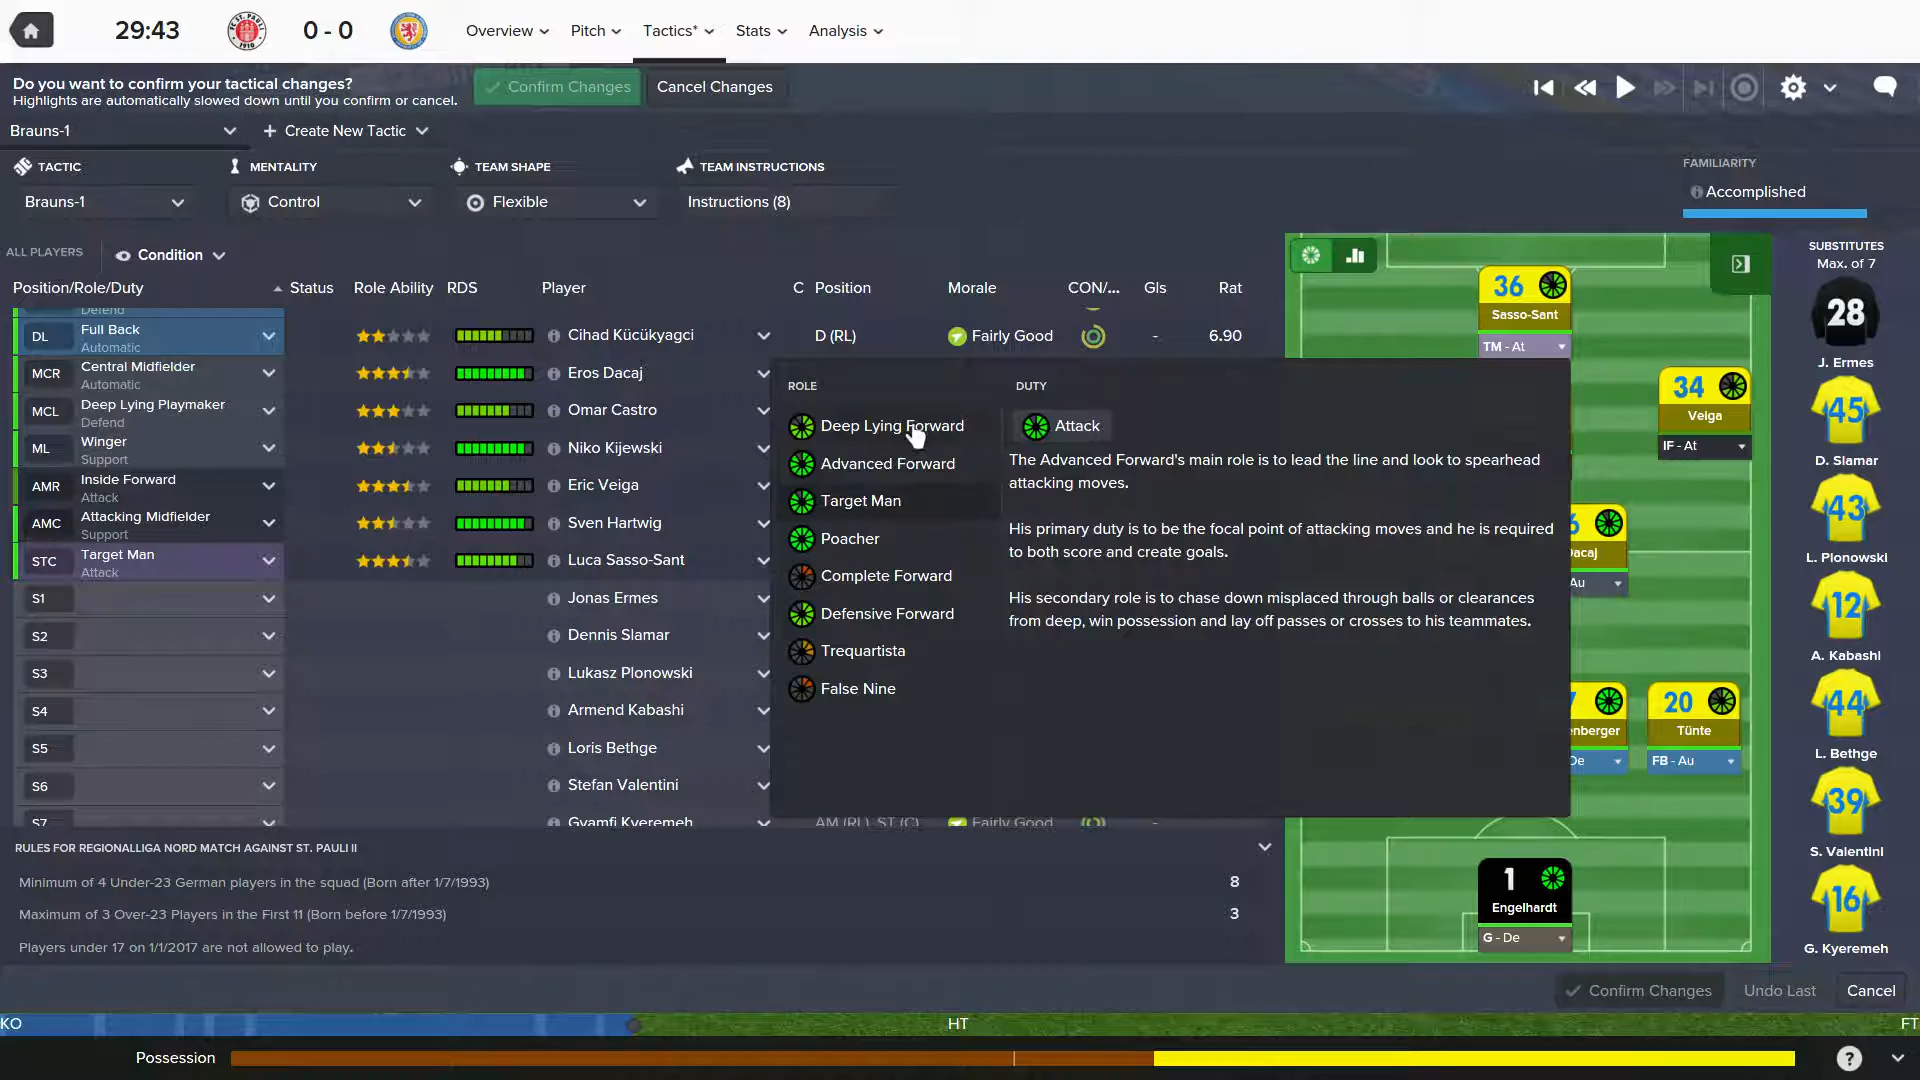 29:43
0 - 0
Overview
Pitch
Tactics*
Stats
Analysis
Do you want to confirm your tactical changes?
Highlights are automatically slowed down until you confirm or cancel.
Confirm Changes
Cancel Changes
Brauns-1
Create New Tactic
TACTIC
MENTALITY
TEAM SHAPE
TEAM INSTRUCTIONS
FAMILIARITY
Brauns-1
Control
Flexible
Instructions (8)
Accomplished
ALL PLAYERS
Condition
Position/Role/Duty
Status
Role Ability
RDS
Player
C
Position
Morale
CON/...
Gls
Rat
Defend
DL
Full Back
Automatic
Cihad Kücükyagci
D (RL)
Fairly Good
-
6.90
MCR
Central Midfielder
Automatic
Eros Dacaj
MCL
Deep Lying Playmaker
Defend
Omar Castro
ML
Winger
Support
Niko Kijewski
AMR
Inside Forward
Attack
Eric Veiga
AMC
Attacking Midfielder
Support
Sven Hartwig
STC
Target Man
Attack
Luca Sasso-Sant
S1
Jonas Ermes
S2
Dennis Slamar
S3
Lukasz Plonowski
S4
Armend Kabashi
S5
Loris Bethge
S6
Stefan Valentini
S7
Gyamfi Kyeremeh
AM (RL), ST (C)
Fairly Good
-
ROLE
Deep Lying Forward
Advanced Forward
Target Man
Poacher
Complete Forward
Defensive Forward
Trequartista
False Nine
DUTY
Attack
The Advanced Forward's main role is to lead the line and look to spearhead
attacking moves.
His primary duty is to be the focal point of attacking moves and he is required
to both score and create goals.
His secondary role is to chase down misplaced through balls or clearances
from deep, win possession and lay off passes or crosses to his teammates.
36
Sasso-Sant
TM - At
34
Veiga
IF - At
6
Dacaj
Au
7
nberger
De
20
Tünte
FB - Au
1
Engelhardt
G - De
SUBSTITUTES
Max. of 7
28
J. Ermes
45
D. Slamar
43
L. Plonowski
12
A. Kabashi
44
L. Bethge
39
S. Valentini
16
G. Kyeremeh
RULES FOR REGIONALLIGA NORD MATCH AGAINST ST. PAULI II
Minimum of 4 Under-23 German players in the squad (Born after 1/7/1993)
8
Maximum of 3 Over-23 Players in the First 11 (Born before 1/7/1993)
3
Players under 17 on 1/1/2017 are not allowed to play.
Confirm Changes
Undo Last
Cancel
KO
HT
FT
Possession
?